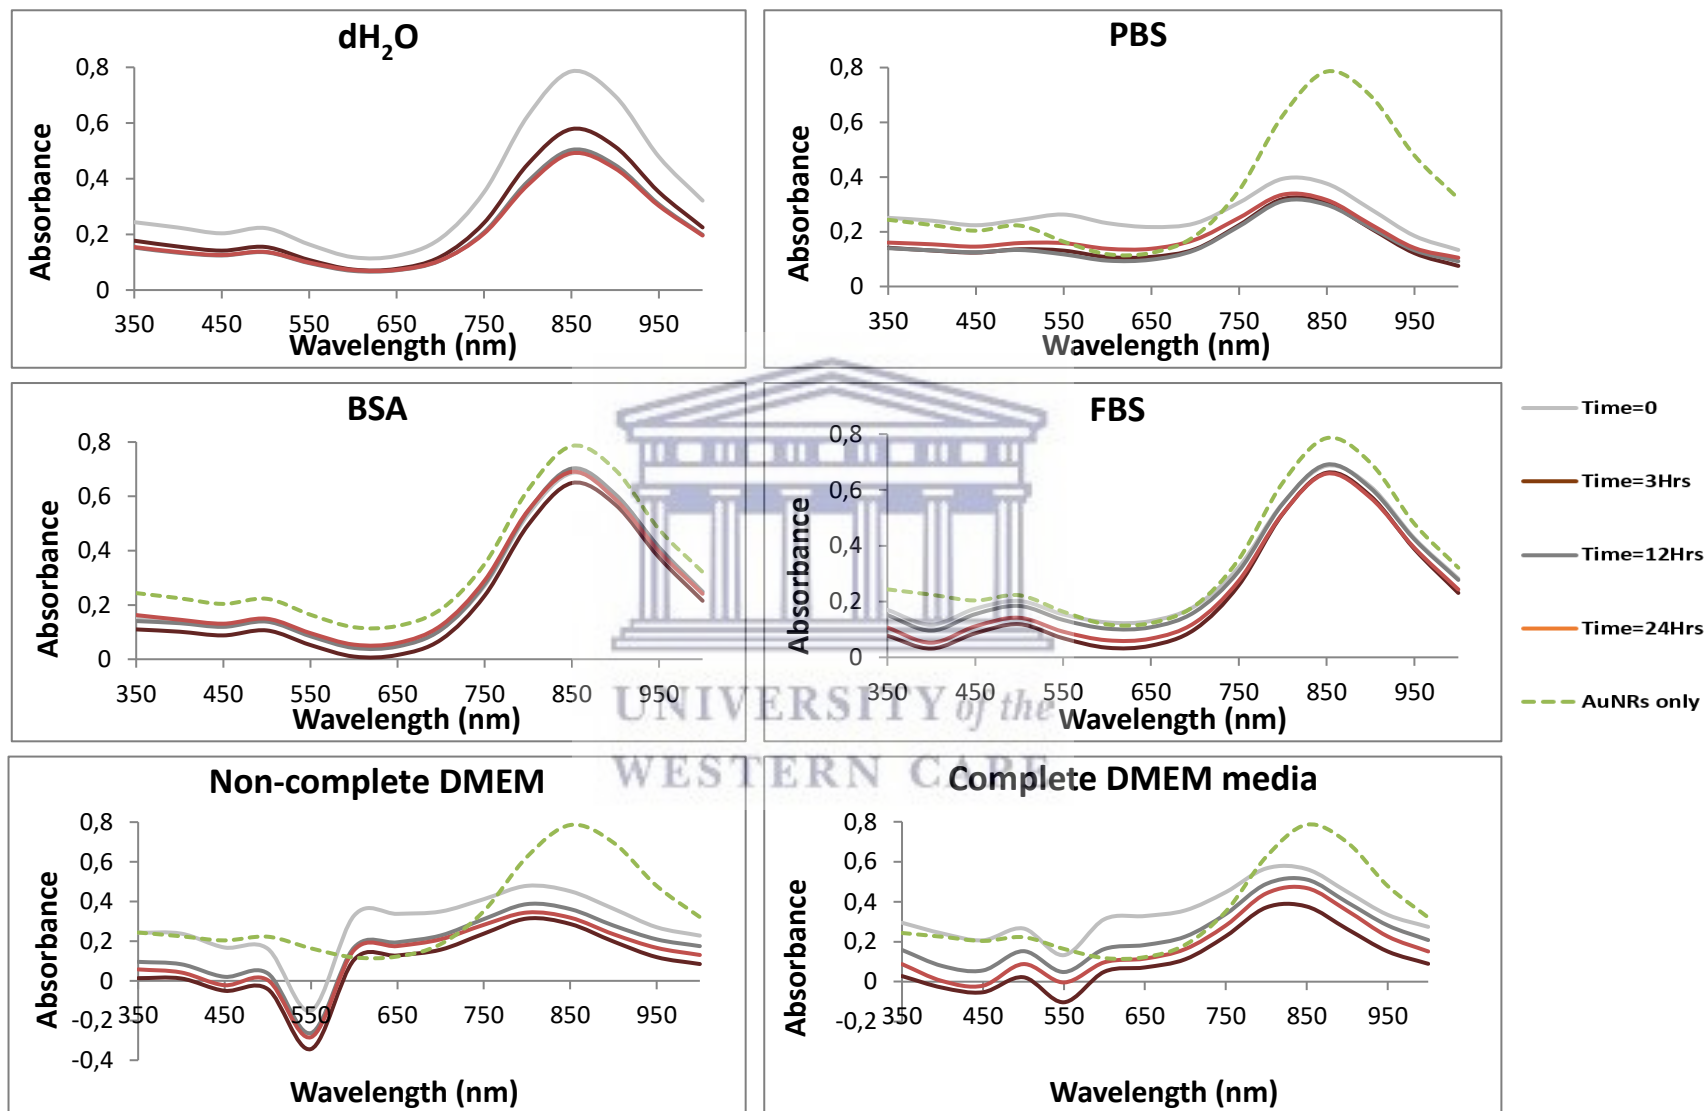 dH₂O
0,8
0,6
0,4
0,2
0
Absorbance
350 450 550 650 750 850 950
Wavelength (nm)
PBS
0,8
0,6
0,4
0,2
0
Absorbance
350 450 550 650 750 850 950
Wavelength (nm)
BSA
0,8
0,6
0,4
0,2
0
Absorbance
350 450 550 650 750 850 950
Wavelength (nm)
FBS
0,8
0,6
0,4
0,2
0
Absorbance
350 450 550 650 750 850 950
Wavelength (nm)
Time=0
Time=3Hrs
Time=12Hrs
Time=24Hrs
AuNRs only
UNIVERSITY of the
WESTERN CAPE
Non-complete DMEM
0,8
0,6
0,4
0,2
0
-0,2
-0,4
Absorbance
350 450 550 650 750 850 950
Wavelength (nm)
Complete DMEM media
0,8
0,6
0,4
0,2
0
-0,2
Absorbance
350 450 550 650 750 850 950
Wavelength (nm)